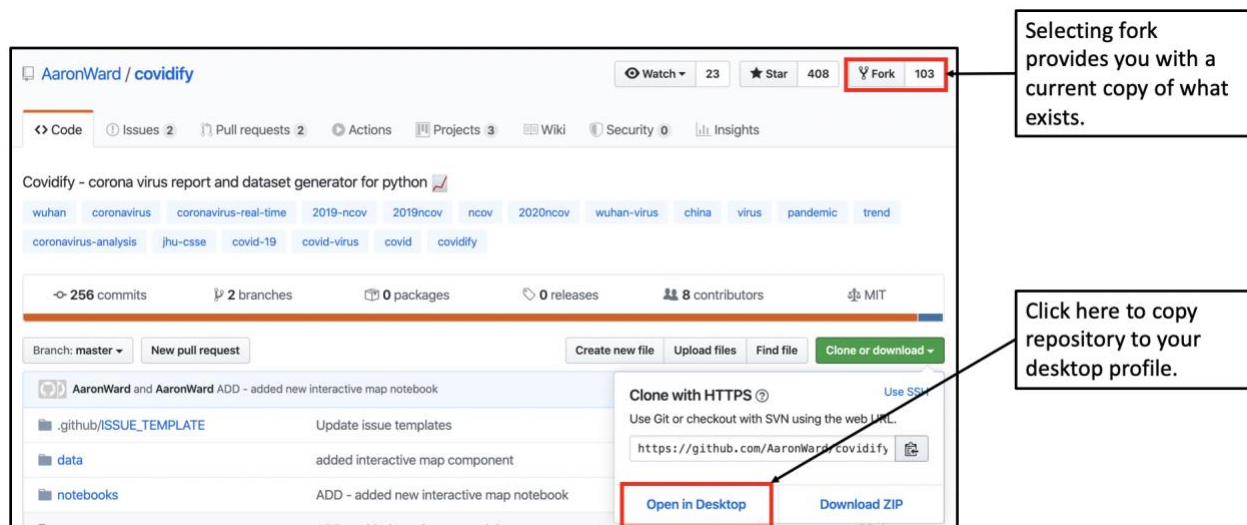 Selecting fork
provides you with a
current copy of what
exists.
AaronWard / covidify
Watch 23 Star 408 Fork 103
Code Issues 2 Pull requests 2 Actions Projects 3 Wiki Security 0 Insights
Covidify - corona virus report and dataset generator for python
wuhan coronavirus coronavirus-real-time 2019-ncov 2019ncov ncov 2020ncov wuhan-virus china virus pandemic trend
coronavirus-analysis jhu-csse covid-19 covid-virus covid covidify
256 commits 2 branches 0 packages 0 releases 8 contributors MIT
Click here to copy
repository to your
desktop profile.
Branch: master New pull request Create new file Upload files Find file Clone or download
AaronWard and AaronWard ADD - added new interactive map notebook
Clone with HTTPS Use SSH
Use Git or checkout with SVN using the web URL.
.github/ISSUE_TEMPLATE Update issue templates
https://github.com/AaronWard/covidify
data added interactive map component
notebooks ADD - added new interactive map notebook
Open in Desktop Download ZIP